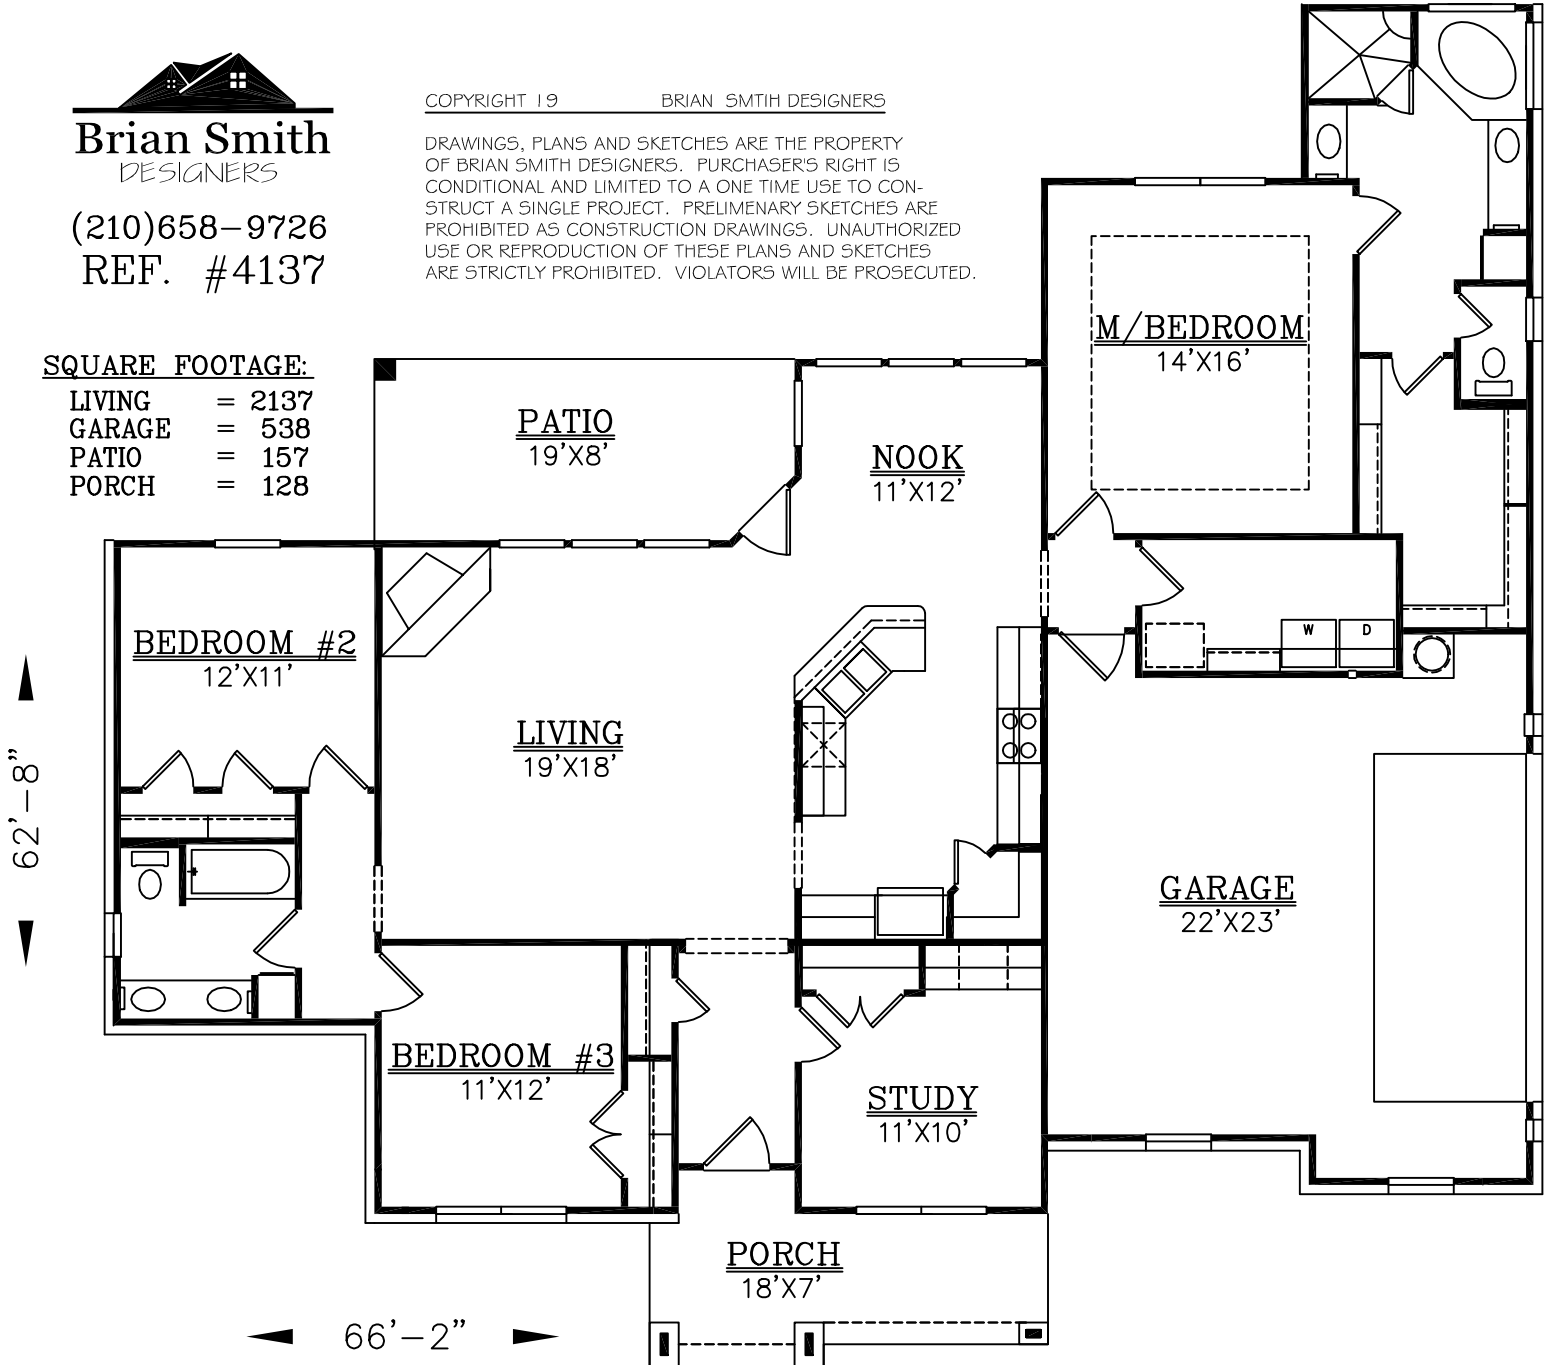 Brian Smith
DESIGNERS
(210)658-9726
REF. #4137
COPYRIGHT 19 BRIAN SMTIH DESIGNERS
DRAWINGS, PLANS AND SKETCHES ARE THE PROPERTY
OF BRIAN SMITH DESIGNERS. PURCHASER'S RIGHT IS
CONDITIONAL AND LIMITED TO A ONE TIME USE TO CON-
STRUCT A SINGLE PROJECT. PRELIMENARY SKETCHES ARE
PROHIBITED AS CONSTRUCTION DRAWINGS. UNAUTHORIZED
USE OR REPRODUCTION OF THESE PLANS AND SKETCHES
ARE STRICTLY PROHIBITED. VIOLATORS WILL BE PROSECUTED.
SQUARE FOOTAGE:
LIVING = 2137
GARAGE = 538
PATIO = 157
PORCH = 128
M/BEDROOM
14'X16'
PATIO
19'X8'
NOOK
11'X12'
BEDROOM #2
12'X11'
W
D
LIVING
19'X18'
62'-8"
GARAGE
22'X23'
BEDROOM #3
11'X12'
STUDY
11'X10'
PORCH
18'X7'
66'-2"